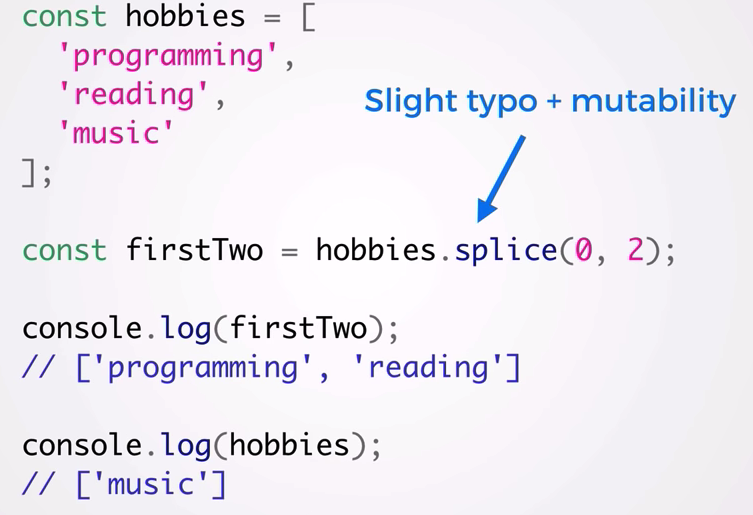 const hobbies = [
'programming',
'reading',
Slight typo + mutability
'music'
];
const firstTwo = hobbies.splice(0, 2);
console.log(firstTwo);
// ['programming', 'reading']
console.log(hobbies);
// ['music']